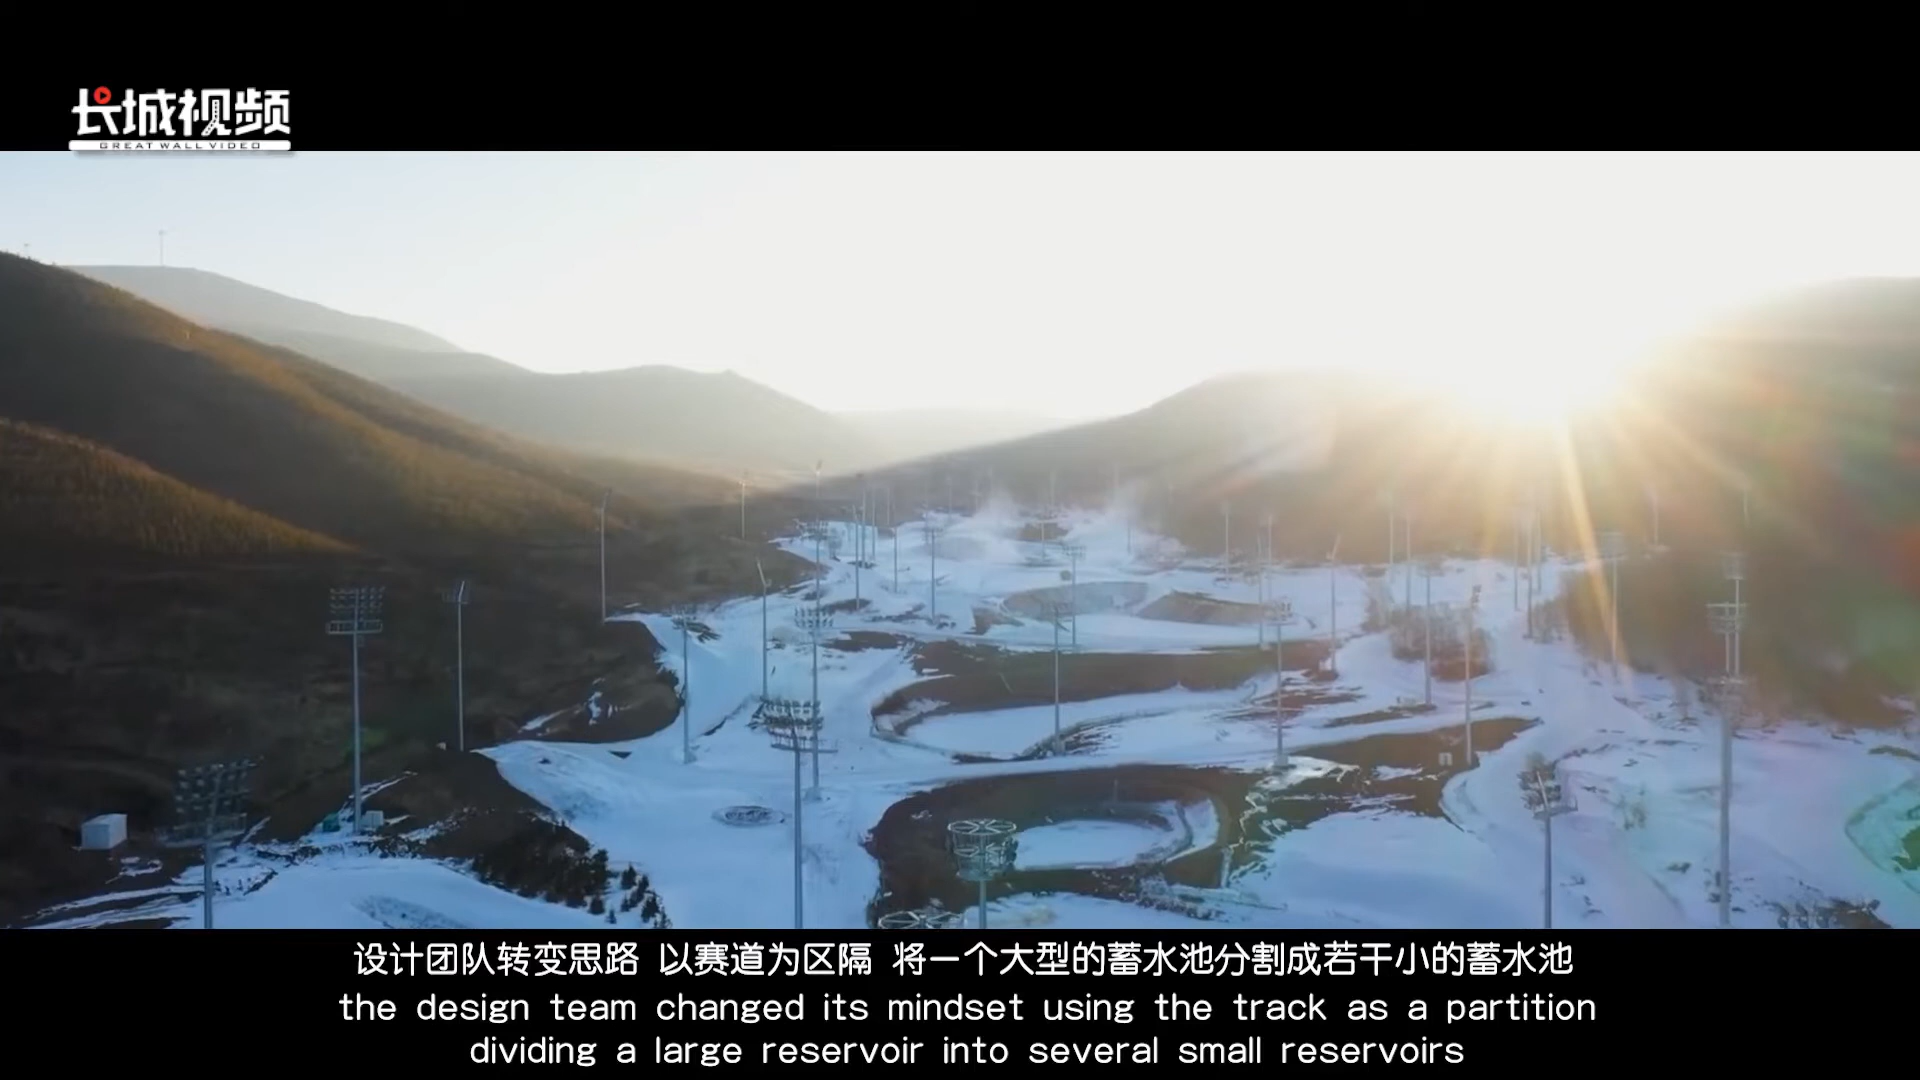 长城视频
GREAT WALL VIDEO
设计团队转变思路 以赛道为区隔 将一个大型的蓄水池分割成若干小的蓄水池
the design team changed its mindset using the track as a partition
dividing a large reservoir into several small reservoirs